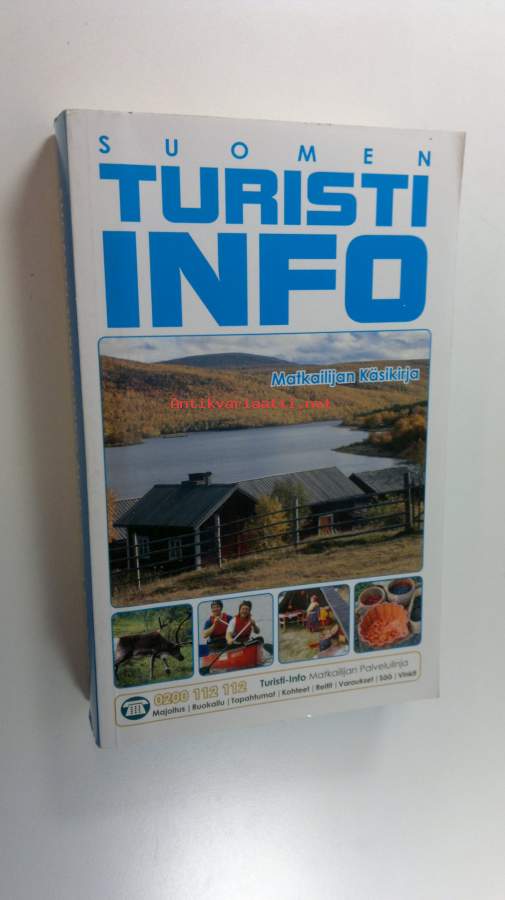 SUOMEN
TURISTI
INFO
Matkailijan Käsikirja
Antikvariaatti.net
0200 112 112 Turisti-Info Matkailijan Palvelulinja
Majoitus | Ruokailu | Tapahtumat | Kohteet | Reitit | Varaukset | Sää | Vinkit